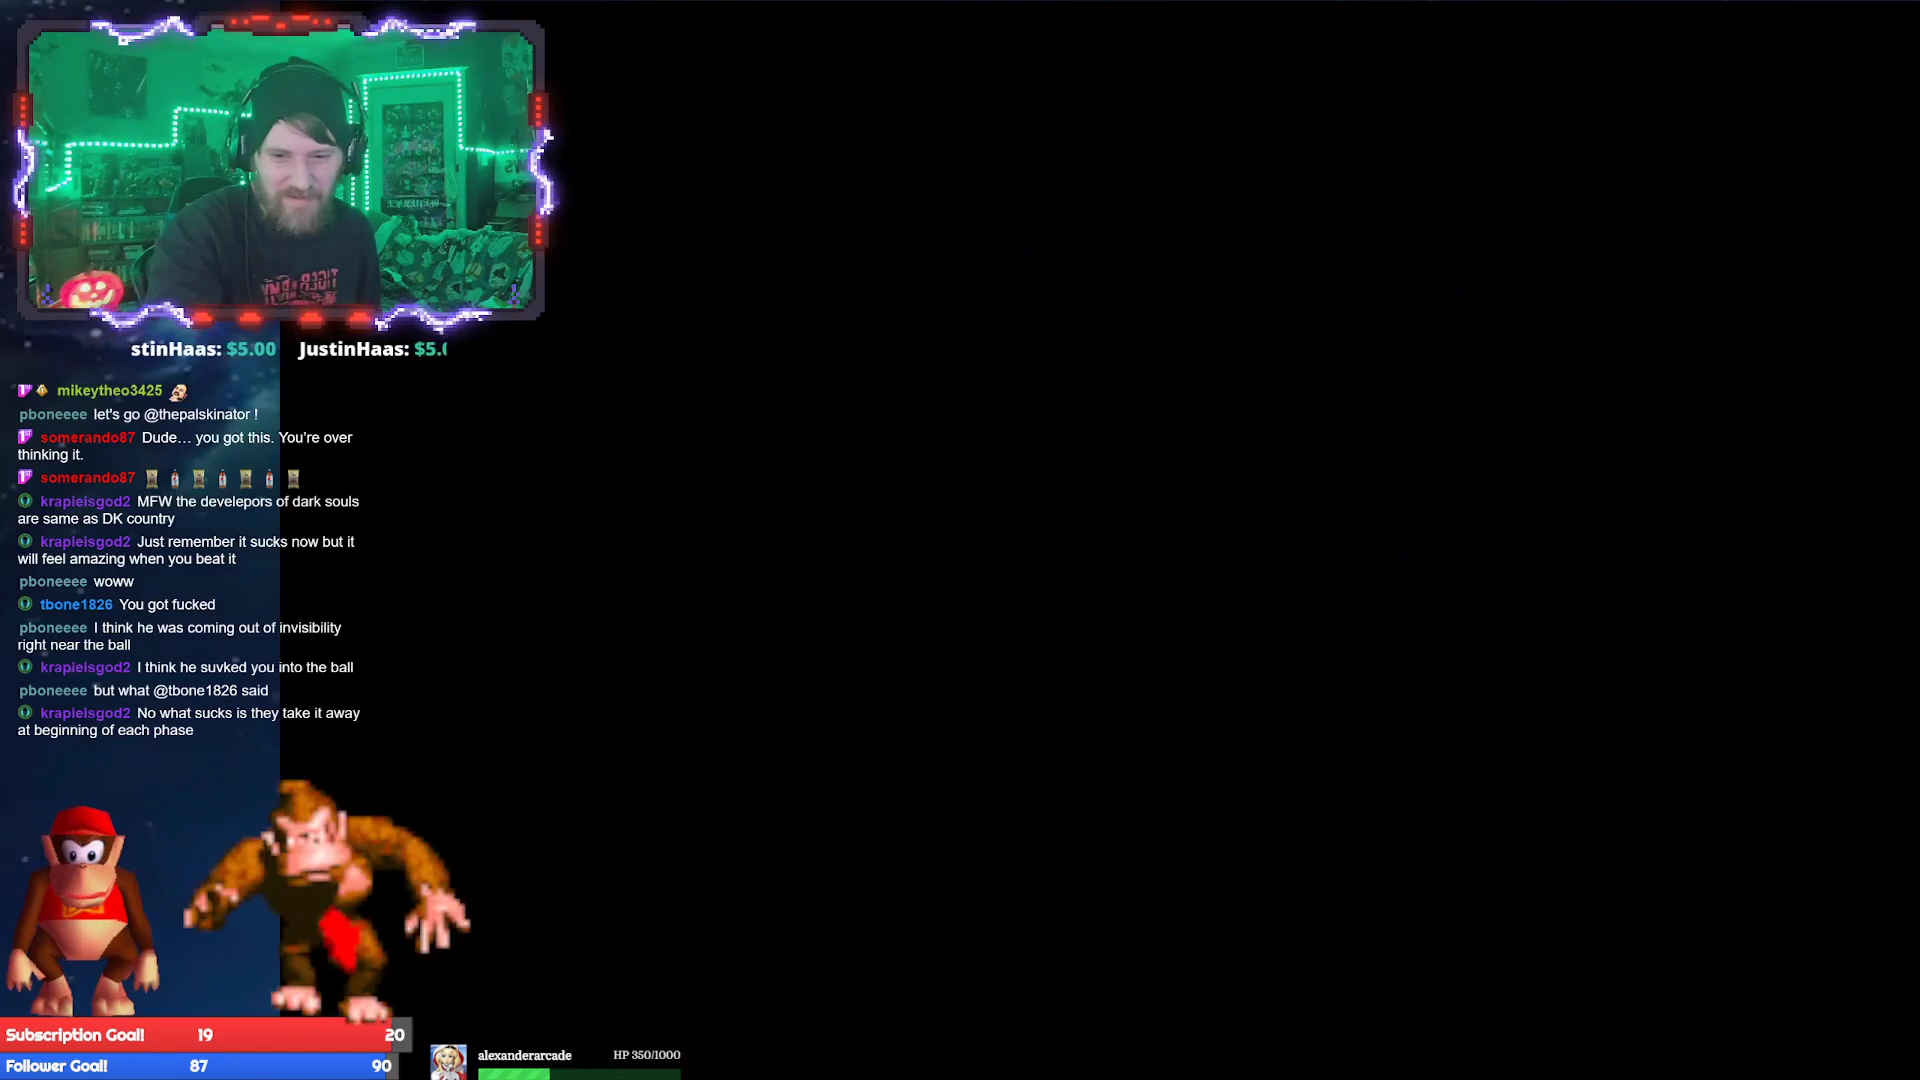 stinHaas: $5.00 JustinHaas: $5.
mikeytheo3425
pboneeee let's go @thepalskinator !
somerando87 Dude… you got this. You're over
thinking it.
somerando87
krapieisgod2 MFW the develepors of dark souls
are same as DK country
krapieisgod2 Just remember it sucks now but it
will feel amazing when you beat it
pboneeee woww
tbone1826 You got fucked
pboneeee I think he was coming out of invisibility
right near the ball
krapieisgod2 I think he suvked you into the ball
pboneeee but what @tbone1826 said
krapieisgod2 No what sucks is they take it away
at beginning of each phase
Subscription Goal! 19 20
Follower Goal! 87 90
alexanderarcade HP 350/1000